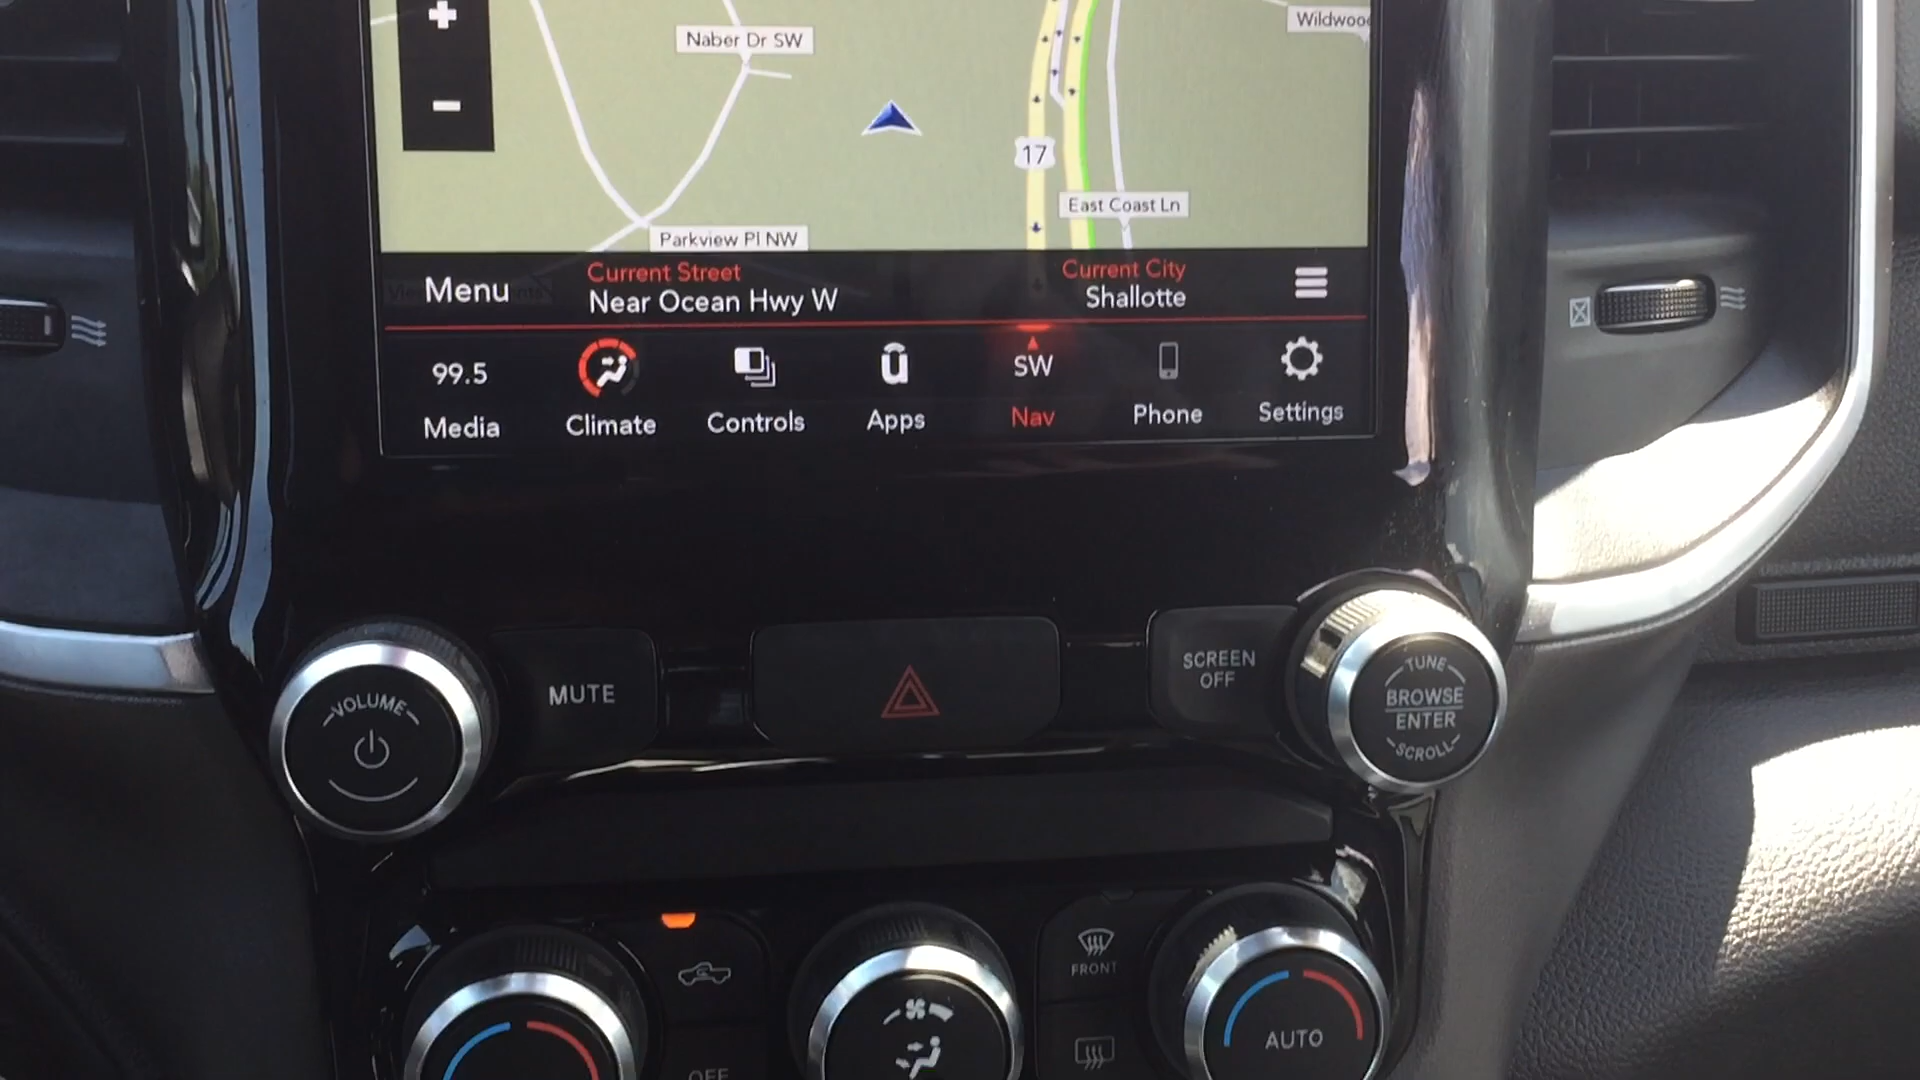 Naber Dr SW
17
East Coast Ln
Parkview Pl NW
Menu
Current Street
Near Ocean Hwy W
Current City
Shallotte
99.5
Media
Climate
Controls
Apps
SW
Nav
Phone
Settings
VOLUME
MUTE
SCREEN
OFF
TUNE
BROWSE
ENTER
SCROLL
FRONT
OFF
AUTO